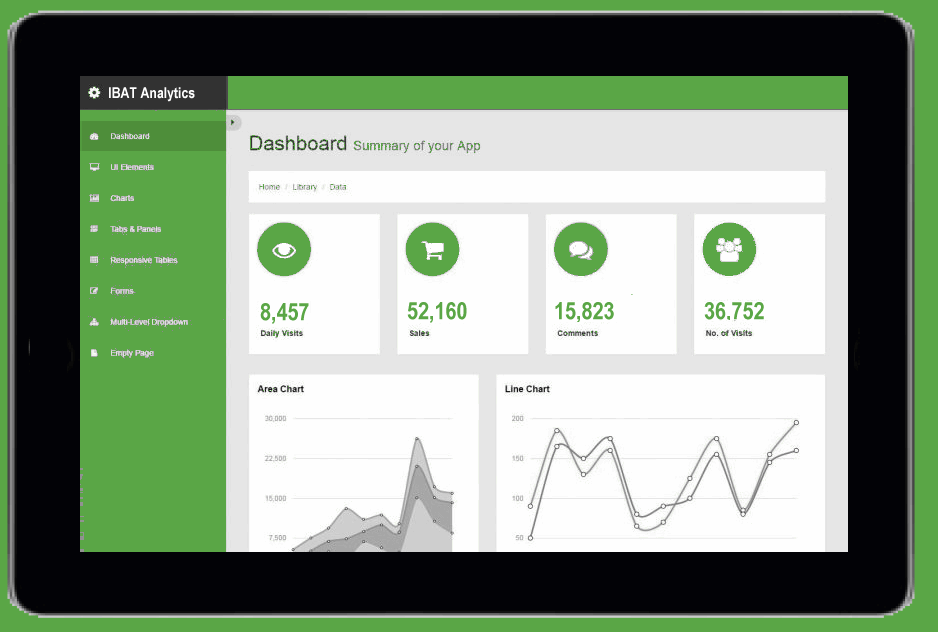 IBAT Analytics
Dashboard
UI Elements
Charts
Tabs & Panels
Responsive Tables
Forms
Multi-Level Dropdown
Empty Page
Dashboard Summary of your App
Home / Library / Data
8,457
Daily Visits
52,160
Sales
15,823
Comments
36,752
No. of Visits
Area Chart
30,000
22,500
15,000
7,500
Line Chart
200
150
100
50